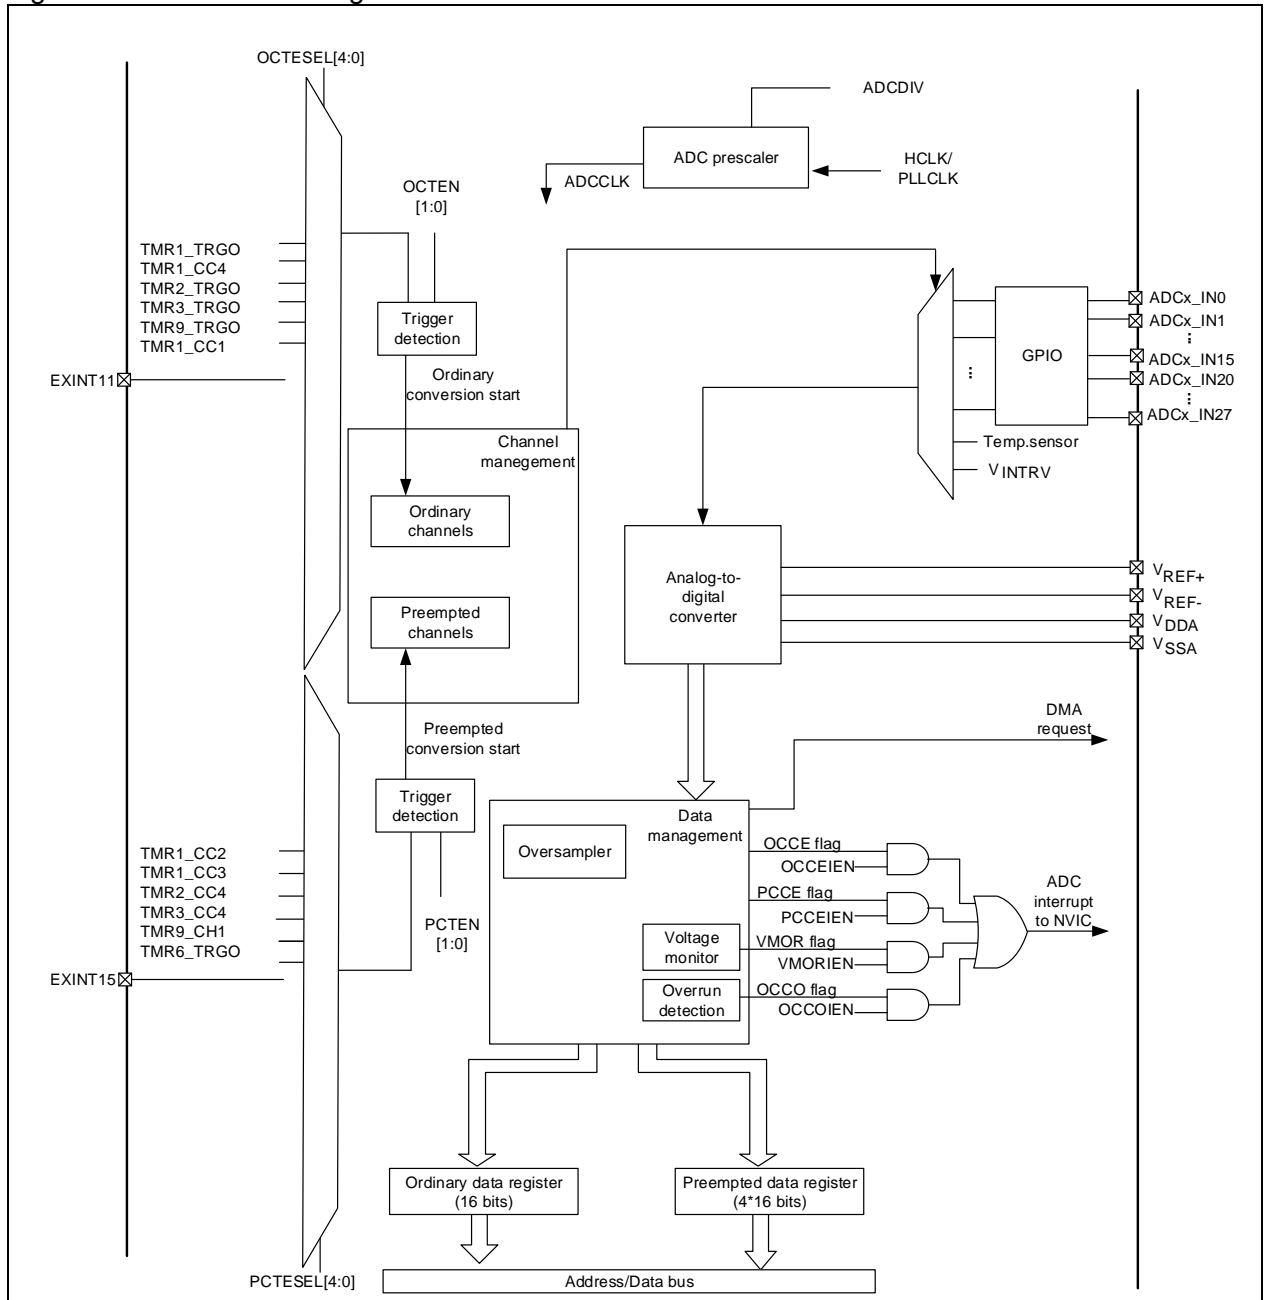 OCTESEL[4:0]
ADCDIV
ADC prescaler
HCLK/
PLLCLK
ADCCLK
OCTEN
[1:0]
TMR1_TRGO
TMR1_CC4
TMR2_TRGO
TMR3_TRGO
TMR9_TRGO
TMR1_CC1
EXINT11
Trigger
detection
Ordinary
conversion start
GPIO
...
ADCx_IN0
ADCx_IN1
...
ADCx_IN15
ADCx_IN20
...
ADCx_IN27
Temp.sensor
VINTRV
Channel
manegement
Ordinary
channels
Preempted
channels
Analog-to-
digital
converter
VREF+
VREF-
VDDA
VSSA
Preempted
conversion start
Trigger
detection
DMA
request
Data
management
Oversampler
OCCE flag
OCCEIEN
PCCE flag
PCCEIEN
VMOR flag
VMORIEN
OCCO flag
OCCOIEN
ADC
interrupt
to NVIC
Voltage
monitor
Overrun
detection
TMR1_CC2
TMR1_CC3
TMR2_CC4
TMR3_CC4
TMR9_CH1
TMR6_TRGO
EXINT15
PCTEN
[1:0]
Ordinary data register
(16 bits)
Preempted data register
(4*16 bits)
PCTESEL[4:0]
Address/Data bus